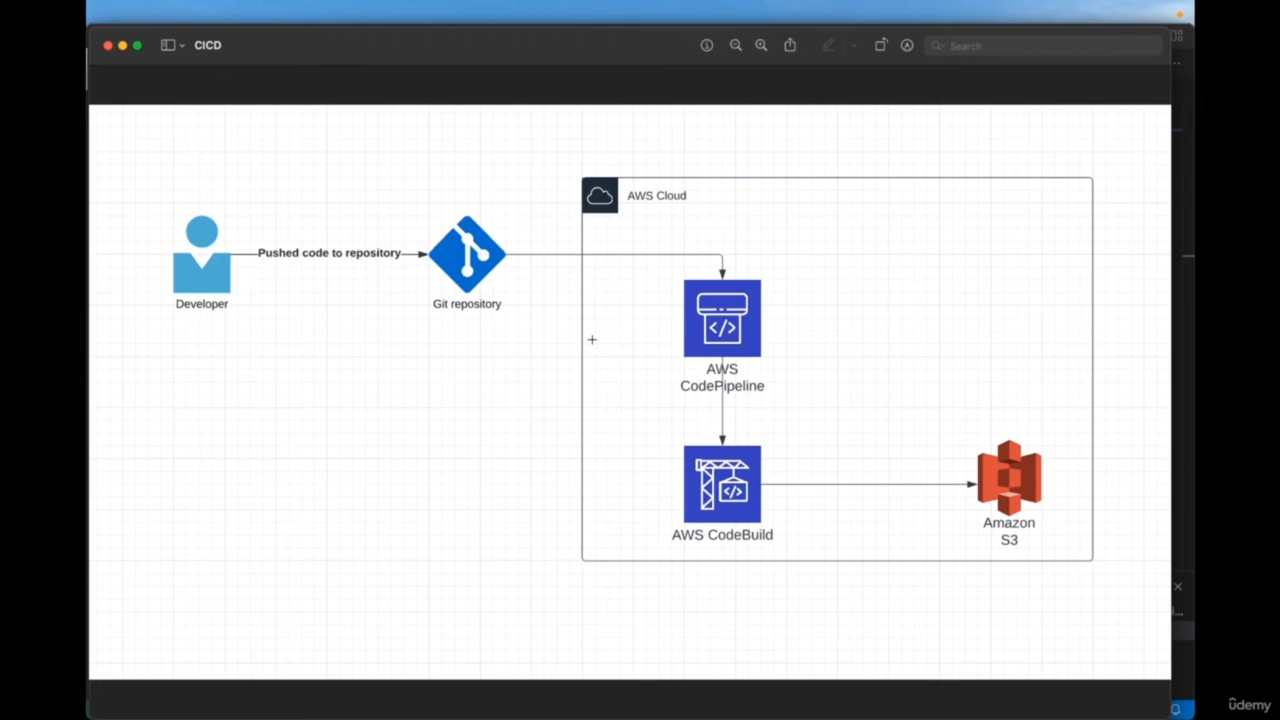 CICD
Search
AWS Cloud
Pushed code to repository
Developer
Git repository
AWS
CodePipeline
AWS CodeBuild
Amazon
S3
udemy